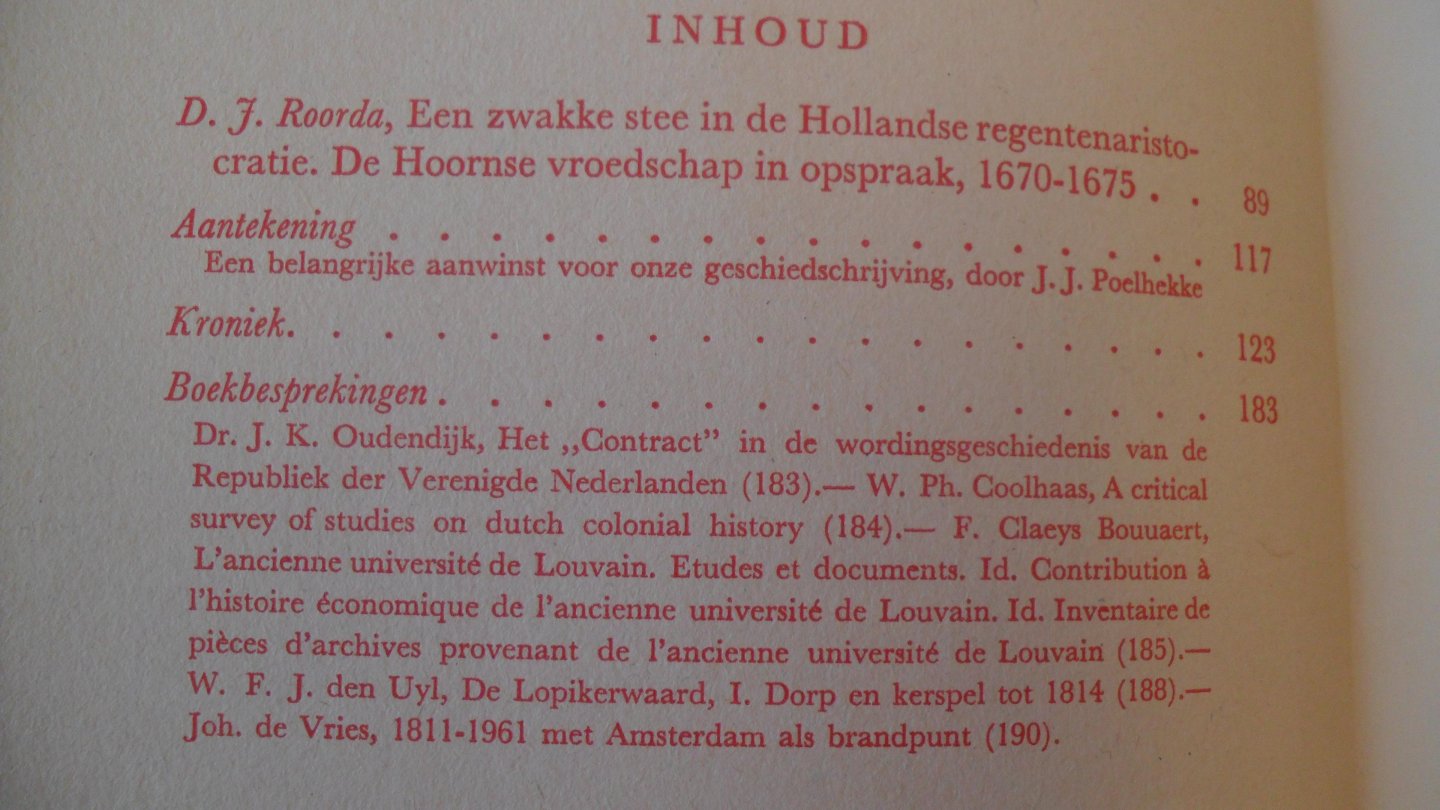 INHOUD
D. J. Roorda, Een zwakke stee in de Hollandse regentenaristo-
cratie. De Hoornse vroedschap in opspraak, 1670-1675 . . 89
Aantekening . . . . . . . . . . . . . . . . 117
Een belangrijke aanwinst voor onze geschiedschrijving, door J. J. Poelhekke
Kroniek. . . . . . . . . . . . . . . . . . 123
Boekbesprekingen . . . . . . . . . . . . . . . 183
Dr. J. K. Oudendijk, Het „Contract” in de wordingsgeschiedenis van de
Republiek der Verenigde Nederlanden (183).— W. Ph. Coolhaas, A critical
survey of studies on dutch colonial history (184).— F. Claeys Bouuaert,
L'ancienne université de Louvain. Etudes et documents. Id. Contribution à
l'histoire économique de l'ancienne université de Louvain. Id. Inventaire de
pièces d'archives provenant de l'ancienne université de Louvain (185).—
W. F. J. den Uyl, De Lopikerwaard, I. Dorp en kerspel tot 1814 (188).—
Joh. de Vries, 1811-1961 met Amsterdam als brandpunt (190).